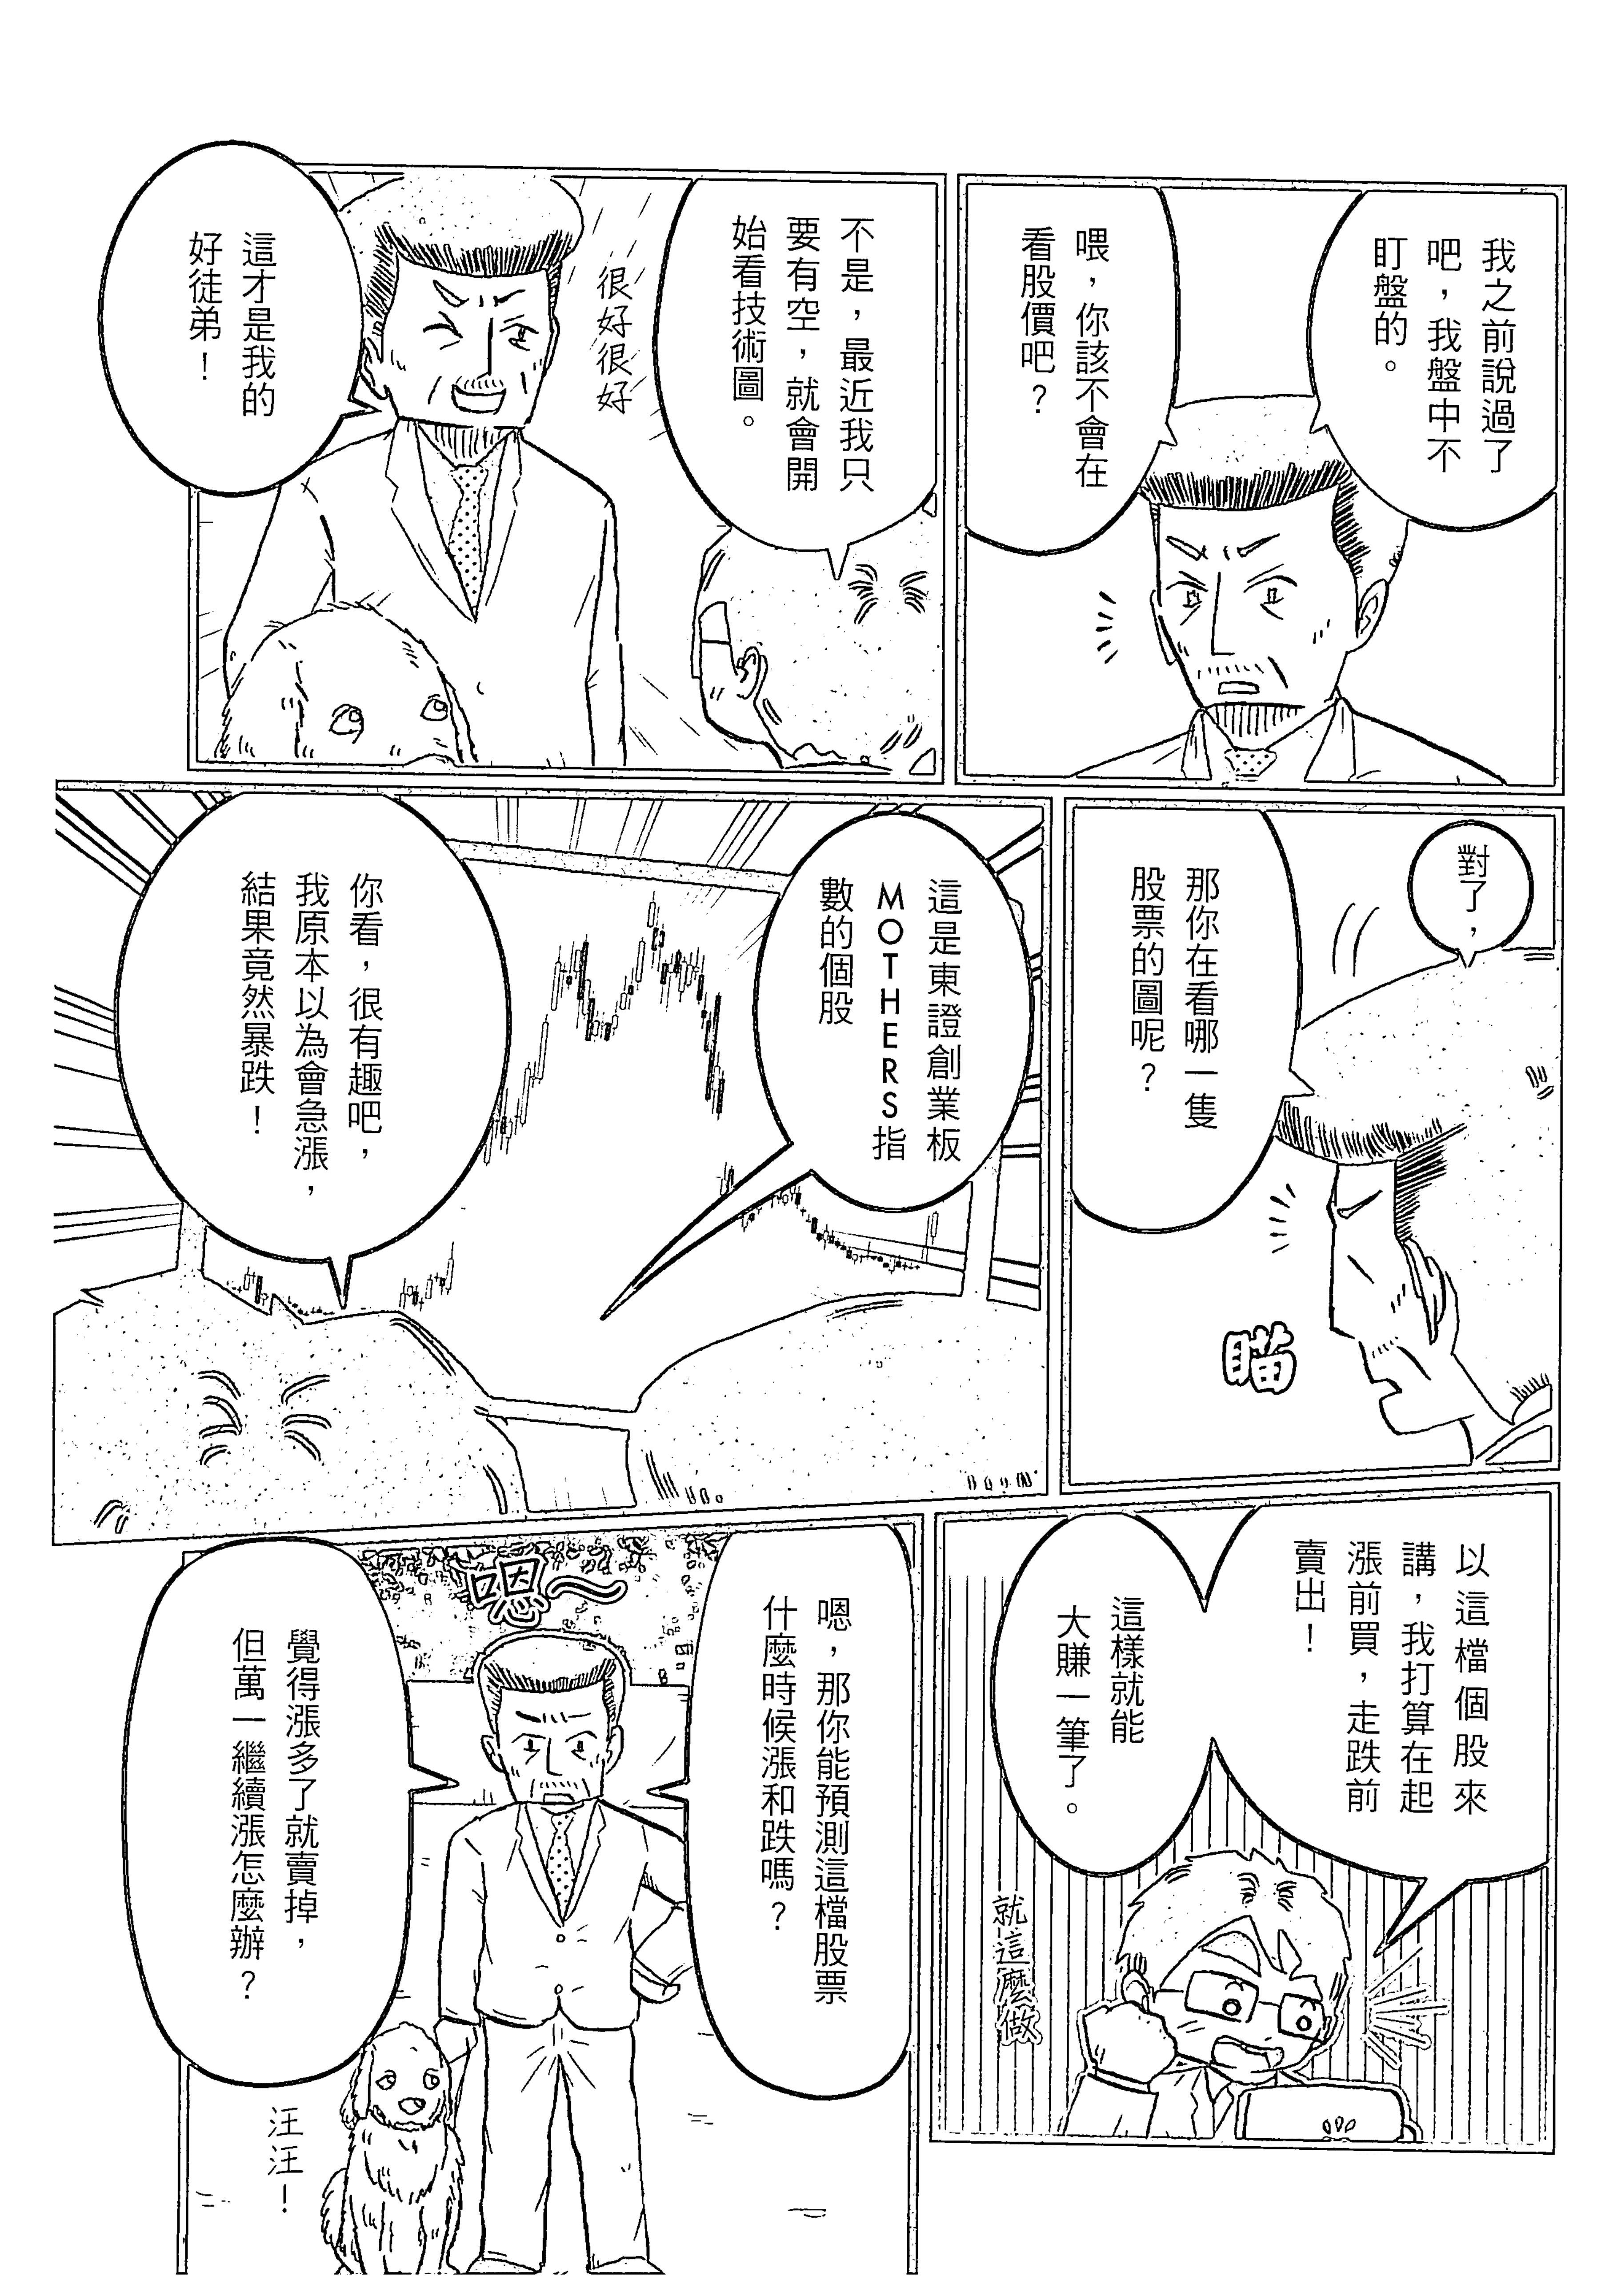 我之前說過了
吧，我盤中不
盯盤的。
喂，你該不會在
看股價吧？
不是，最近我只
要有空，就會開
始看技術圖。
很好很好
這才是我的
好徒弟！
對了，
那你在看哪一隻
股票的圖呢？
瞄
這是東證創業板
MOTHERS指
數的個股
你看，很有趣吧，
我原本以為會急漲，
結果竟然暴跌！
以這檔個股來
講，我打算在起
漲前買，走跌前
賣出！
這樣就能
大賺一筆了。
就這麼做
嗯，那你能預測這檔股票
什麼時候漲和跌嗎？
嗯～
覺得漲多了就賣掉，
但萬一繼續漲怎麼辦？
汪汪！